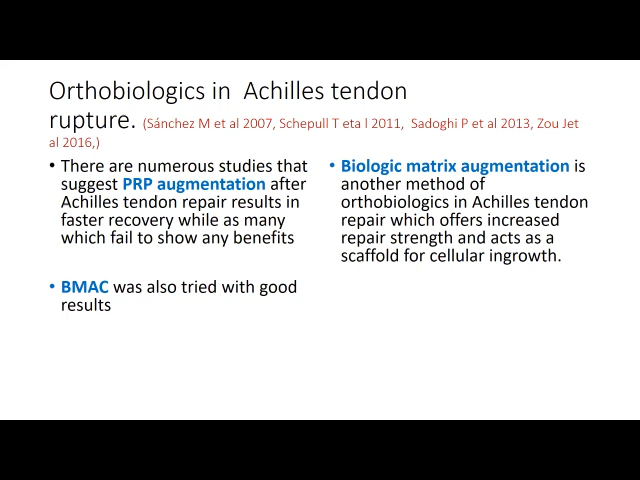 Orthobiologics in  Achilles tendon
rupture. (Sánchez M et al 2007, Schepull T eta l 2011,  Sadoghi P et al 2013, Zou Jet
al 2016,)
• There are numerous studies that
suggest PRP augmentation after
Achilles tendon repair results in
faster recovery while as many
which fail to show any benefits
• BMAC was also tried with good
results
• Biologic matrix augmentation is
another method of
orthobiologics in Achilles tendon
repair which offers increased
repair strength and acts as a
scaffold for cellular ingrowth.